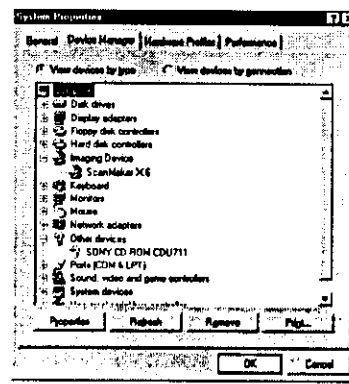 System Properties
General Device Manager Hardware Profiles Performance
View devices by type View devices by connection
Disk drives
Display adapters
Floppy disk controllers
Hard disk controllers
Imaging Device
ScanMaker X6
Keyboard
Monitors
Mouse
Network adapters
Other devices
SONY CD-ROM CDU711
Ports (COM & LPT)
Sound, video and game controllers
System devices
Properties Refresh Remove Print...
OK Cancel